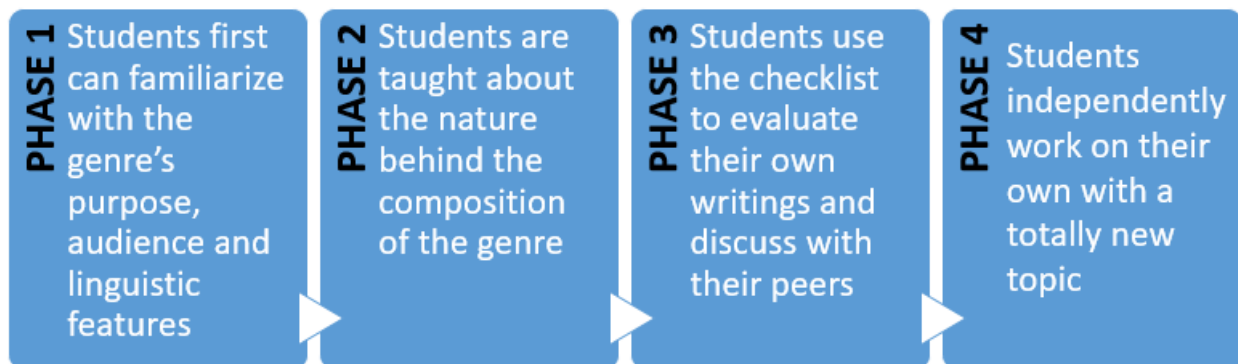 PHASE 1
Students first
can familiarize
with the
genre's
purpose,
audience and
linguistic
features
PHASE 2
Students are
taught about
the nature
behind the
composition
of the genre
PHASE 3
Students use
the checklist
to evaluate
their own
writings and
discuss with
their peers
PHASE 4
Students
independently
work on their
own with a
totally new
topic